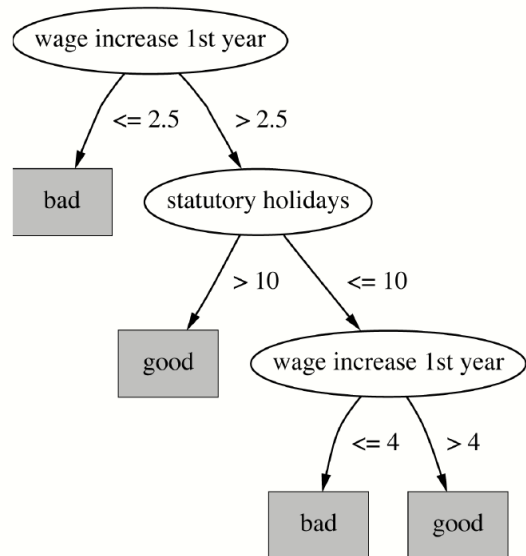 wage increase 1st year
<= 2.5
> 2.5
bad
statutory holidays
> 10
<= 10
good
wage increase 1st year
<= 4
> 4
bad
good